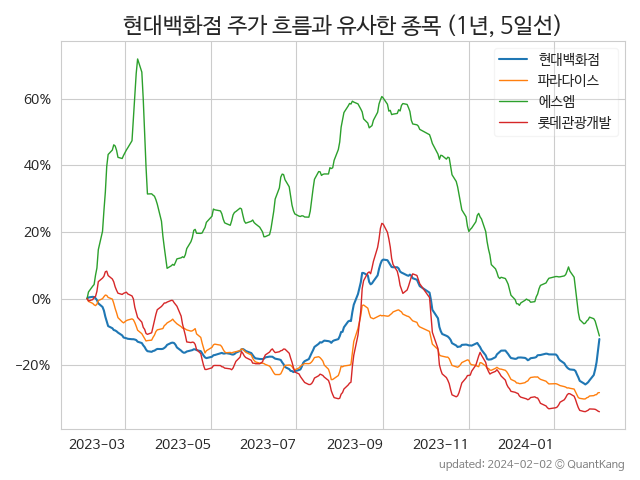 현대백화점 주가 흐름과 유사한 종목 (1년, 5일선)
현대백화점
파라다이스
에스엠
롯데관광개발
60%
40%
20%
0%
−20%
2023-03 2023-05 2023-07 2023-09 2023-11 2024-01
updated: 2024-02-02 © QuantKang